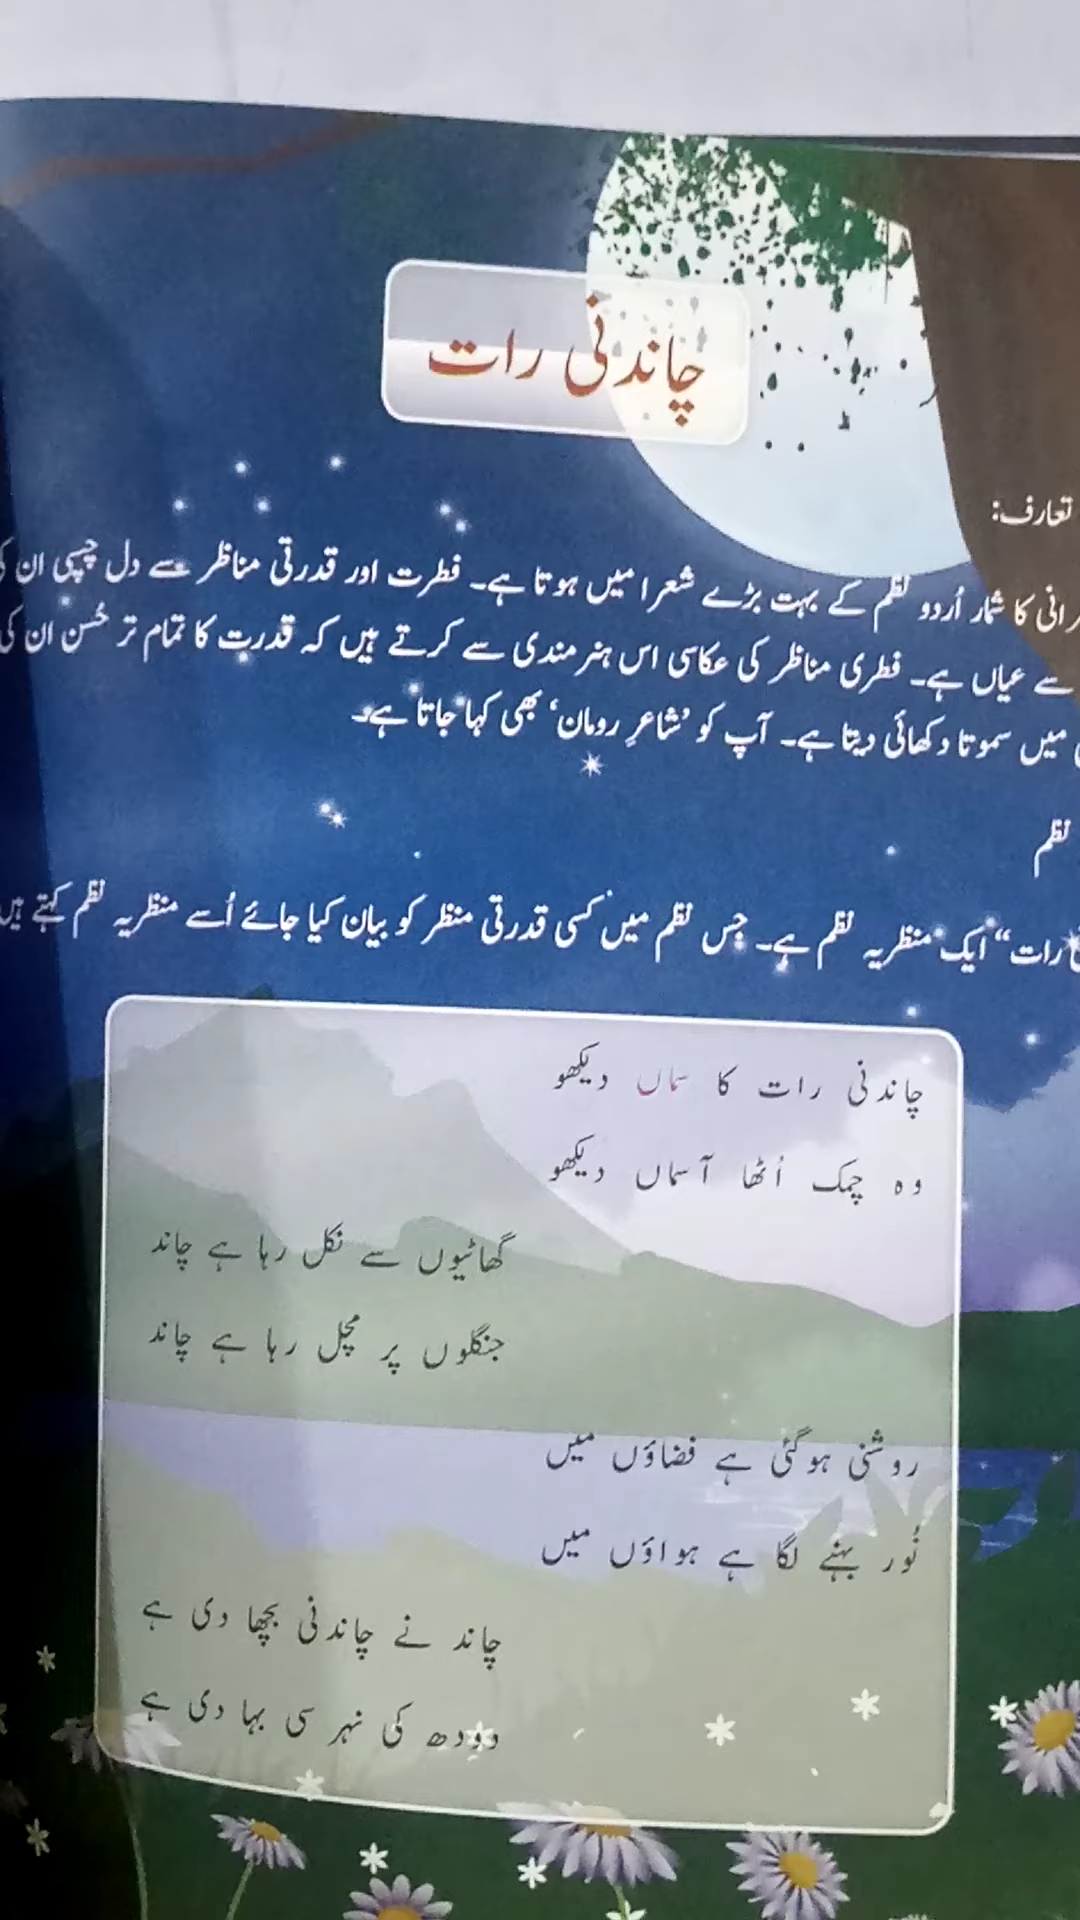 چاندنی رات
تعارف:
رانی کا شمار اُردو نظم کے بہت بڑے شعرا میں ہوتا ہے۔ فطرت اور قدرتی مناظر سے دل چسپی ان کی
سے عیاں ہے۔ فطری مناظر کی عکاسی اس ہنر مندی سے کرتے ہیں کہ قدرت کا تمام تر حُسن ان کی
میں سموتا دکھائی دیتا ہے۔ آپ کو ’شاعرِ رومان‘ بھی کہا جاتا ہے۔
نظم
رات“ ایک منظریہ نظم ہے۔ جس نظم میں کسی قدرتی منظر کو بیان کیا جائے اُسے منظریہ نظم کہتے ہیں
چاندنی رات کا سماں دیکھو
وہ چمک اُٹھا آسماں دیکھو
گھاٹیوں سے نکل رہا ہے چاند
جنگلوں پر مچل رہا ہے چاند
روشنی ہوگئی ہے فضاؤں میں
نُور بہنے لگا ہے ہواؤں میں
چاند نے چاندنی بچھا دی ہے
دودھ کی نہر سی بہا دی ہے